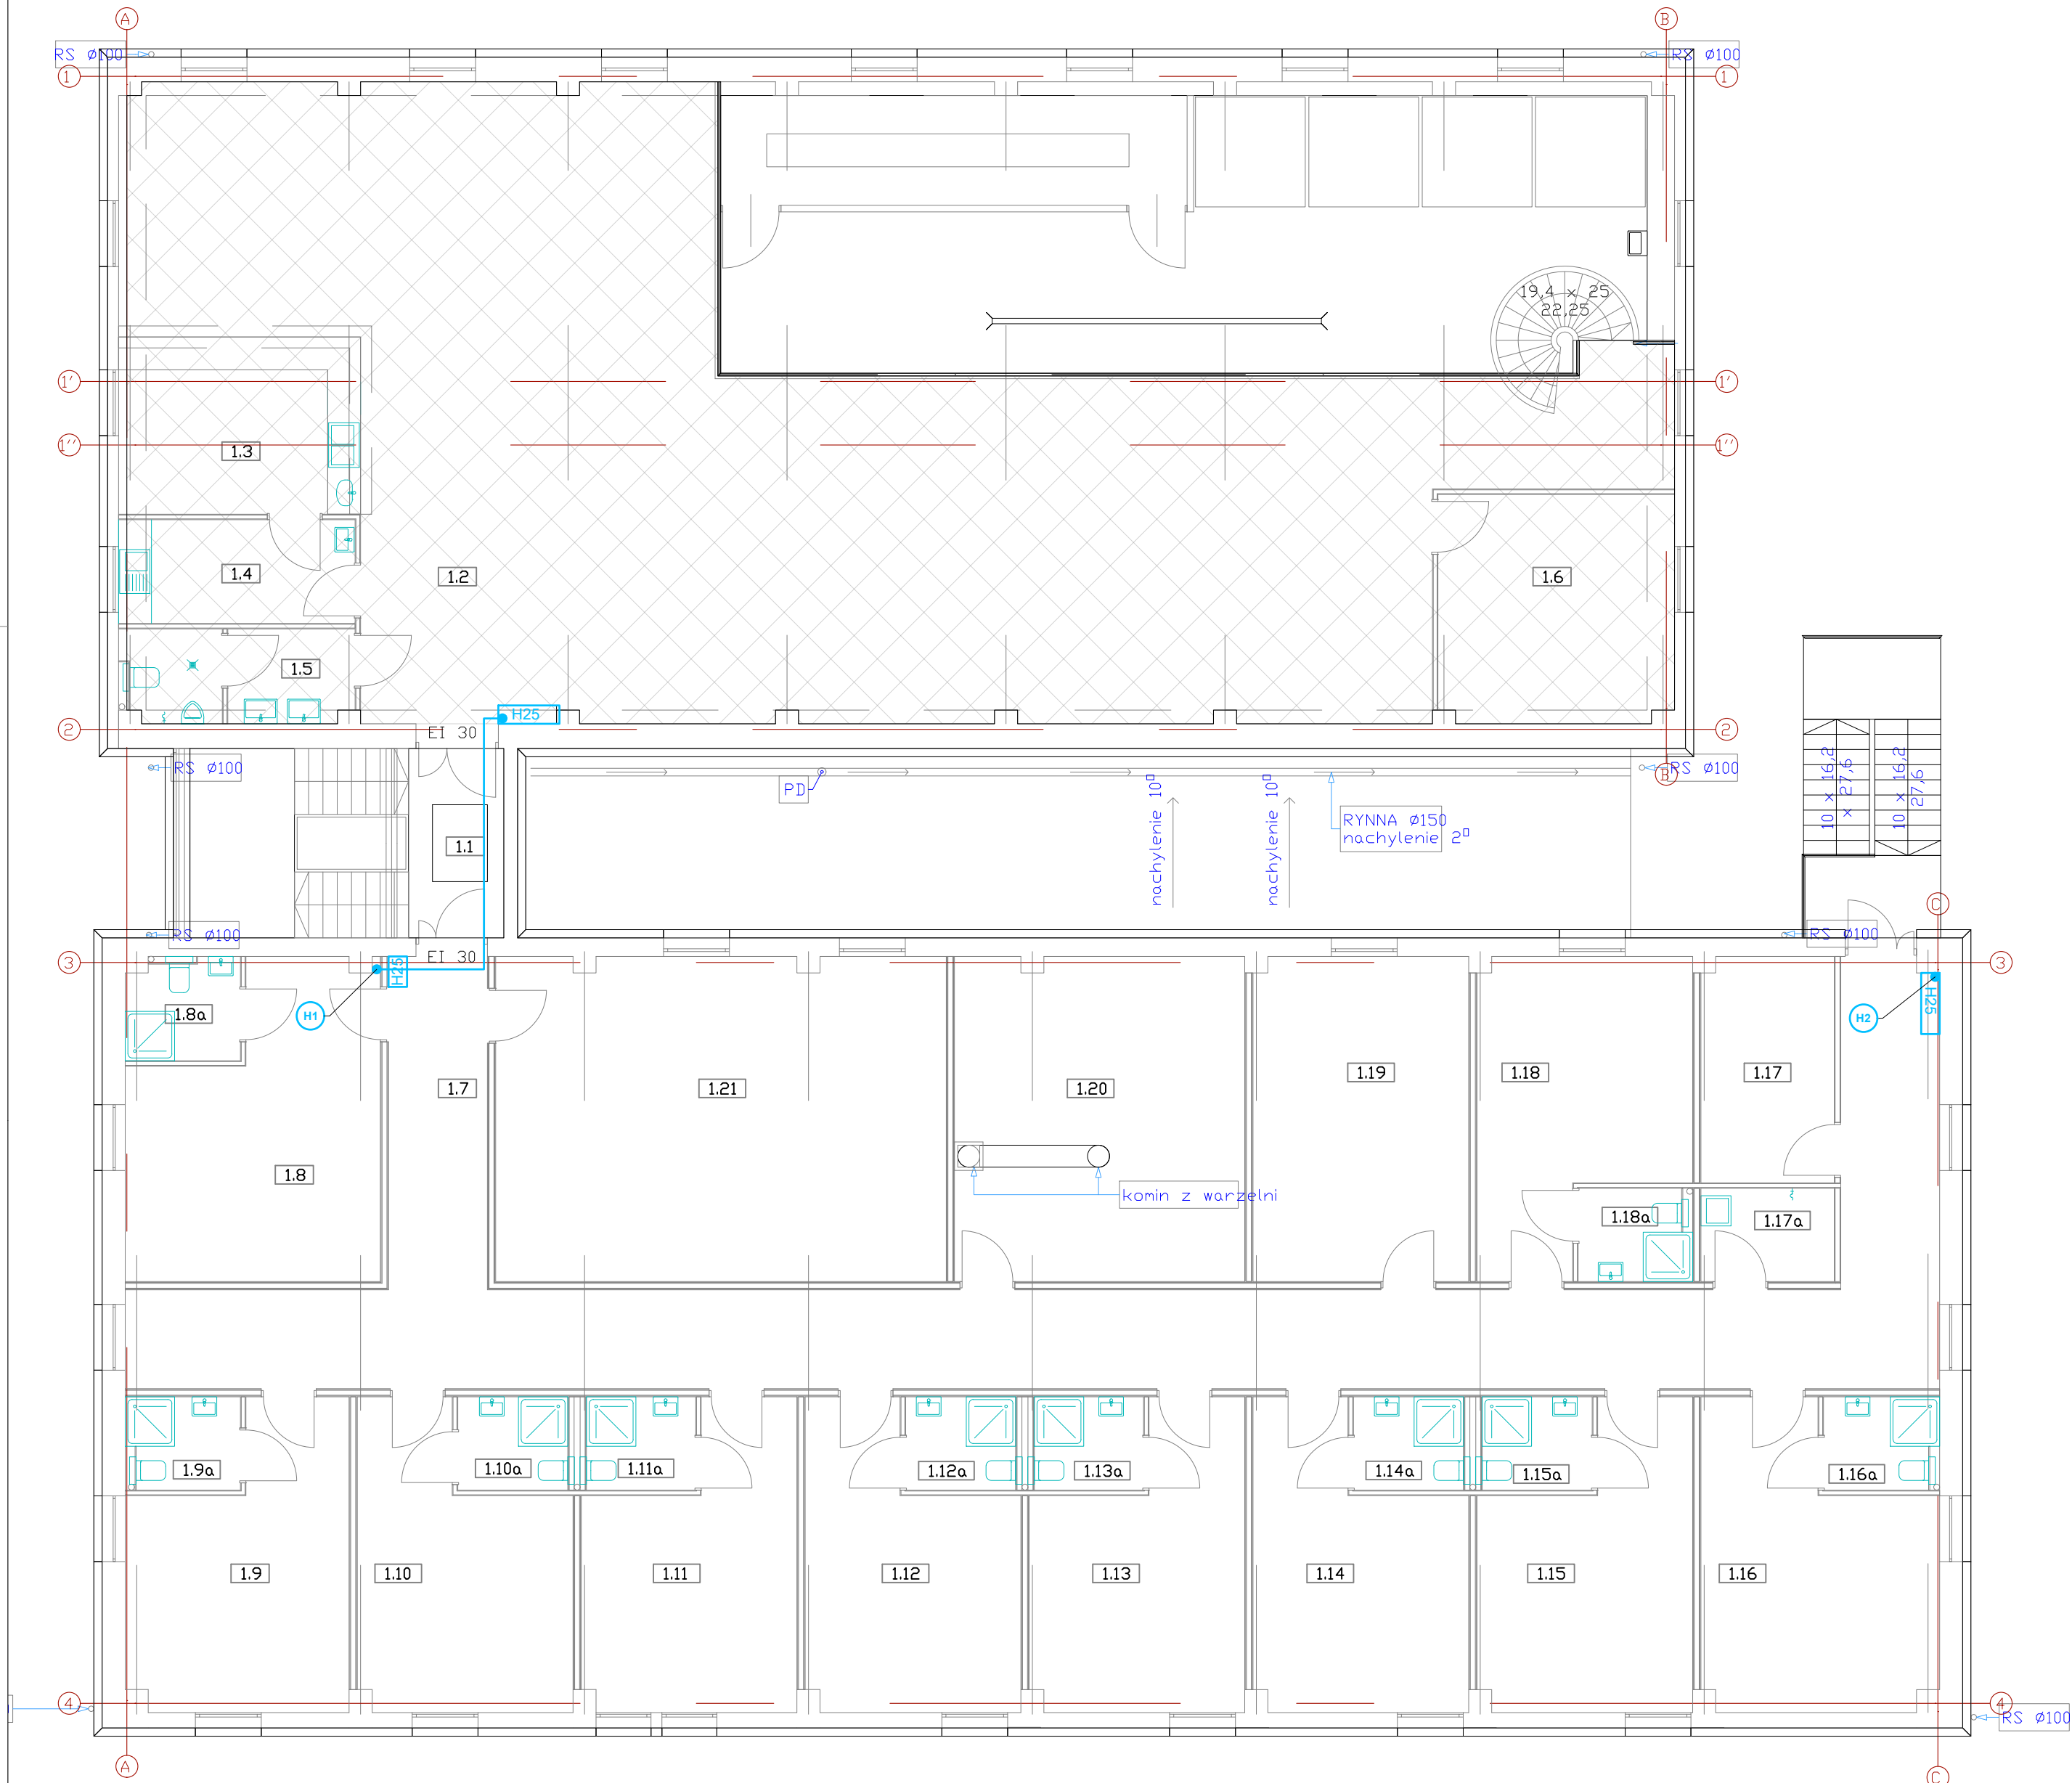 A
B
RS Ø100
RS Ø100
1
1
19,4 x 25
22,25
1'
1'
1''
1''
1.3
1.4
1.2
1.6
1.5
H25
2
EI 30
2
RS Ø100
B
RS Ø100
PD
nachylenie 10°
nachylenie 10°
RYNNA Ø150
nachylenie 2°
10 x 16,2
x 27,6
10 x 16,2
27,6
1.1
C
RS Ø100
RS Ø100
3
EI 30
3
H25
H25
1.8a
H1
H2
1.7
1.21
1.20
1.19
1.18
1.17
1.8
komin z warzelni
1.18a
1.17a
1.9a
1.10a
1.11a
1.12a
1.13a
1.14a
1.15a
1.16a
1.9
1.10
1.11
1.12
1.13
1.14
1.15
1.16
4
4
RS Ø100
A
C